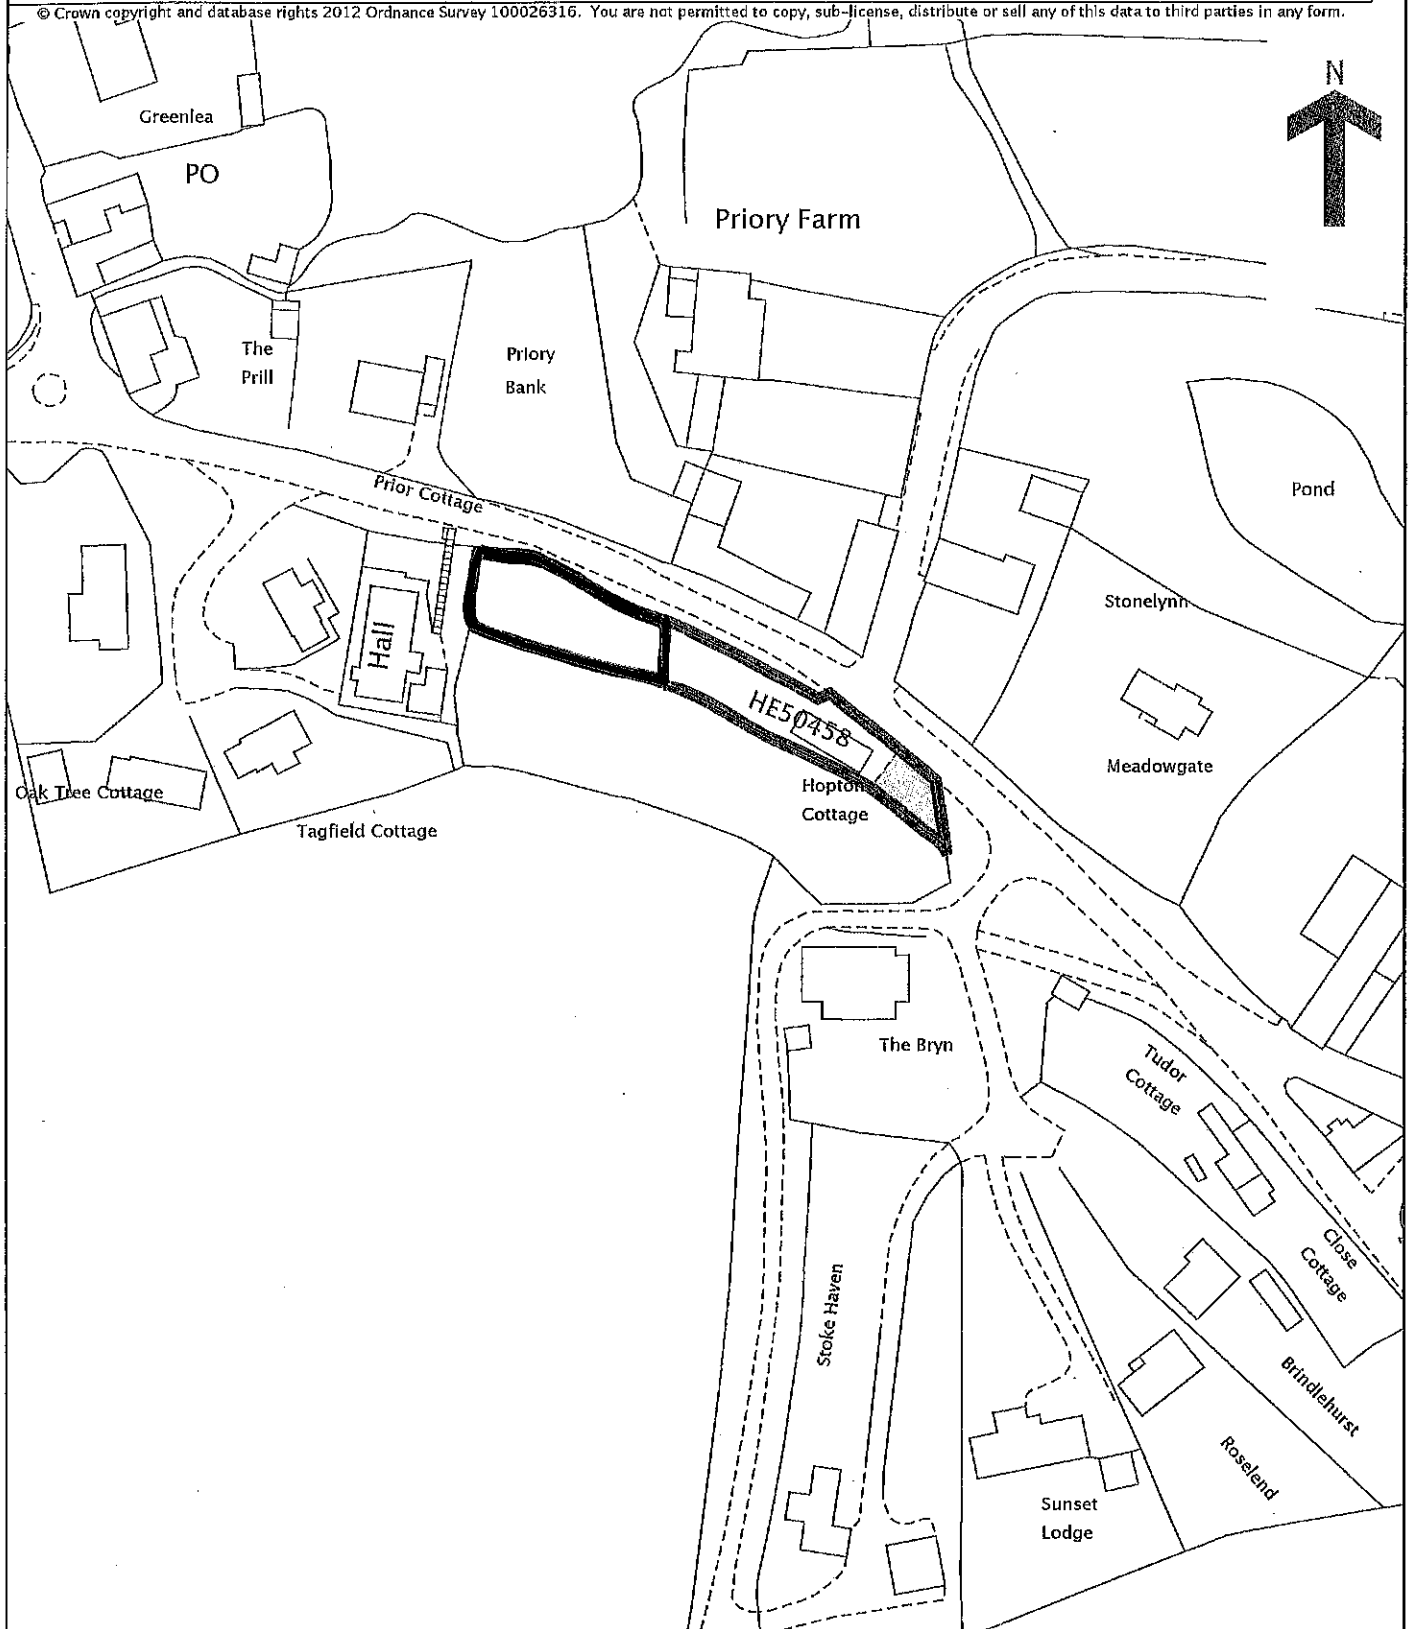 © Crown copyright and database rights 2012 Ordnance Survey 100026316. You are not permitted to copy, sub-license, distribute or sell any of this data to third parties in any form.
N
Greenlea
PO
Priory Farm
The
Prill
Priory
Bank
Prior Cottage
Pond
Hall
Stonelynn
HE50458
Meadowgate
Hopton
Cottage
Oak Tree Cottage
Tagfield Cottage
The Bryn
Tudor
Cottage
Close
Cottage
Stoke Haven
Brindlehurst
Roselend
Sunset
Lodge